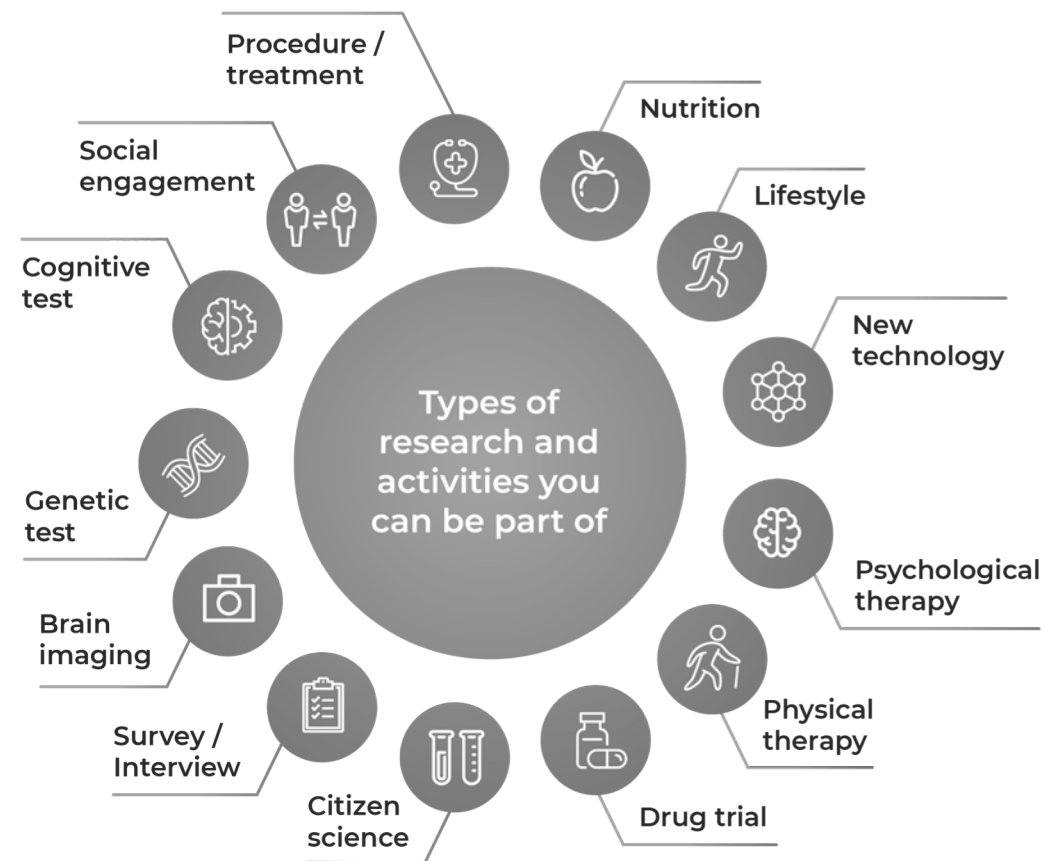 Procedure /
treatment
Nutrition
Social
engagement
Lifestyle
Cognitive
test
New
technology
Types of
research and
activities you
can be part of
Genetic
test
Psychological
therapy
Brain
imaging
Physical
therapy
Survey /
Interview
Citizen
science
Drug trial